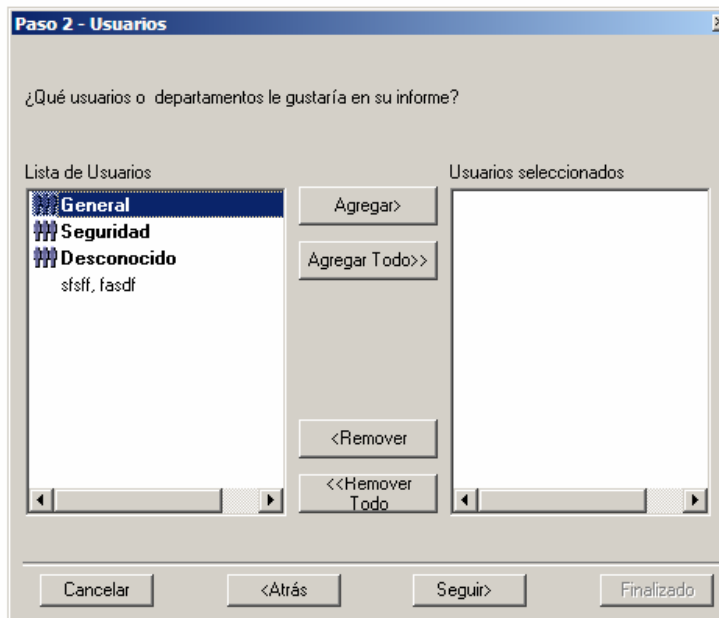 Paso 2 - Usuarios
¿Qué usuarios o departamentos le gustaría en su informe?
Lista de Usuarios
Usuarios seleccionados
General
Seguridad
Desconocido
sfsff, fasdf
Agregar>
Agregar Todo>>
<Remover
<<Remover
Todo
Cancelar
<Atrás
Seguir>
Finalizado